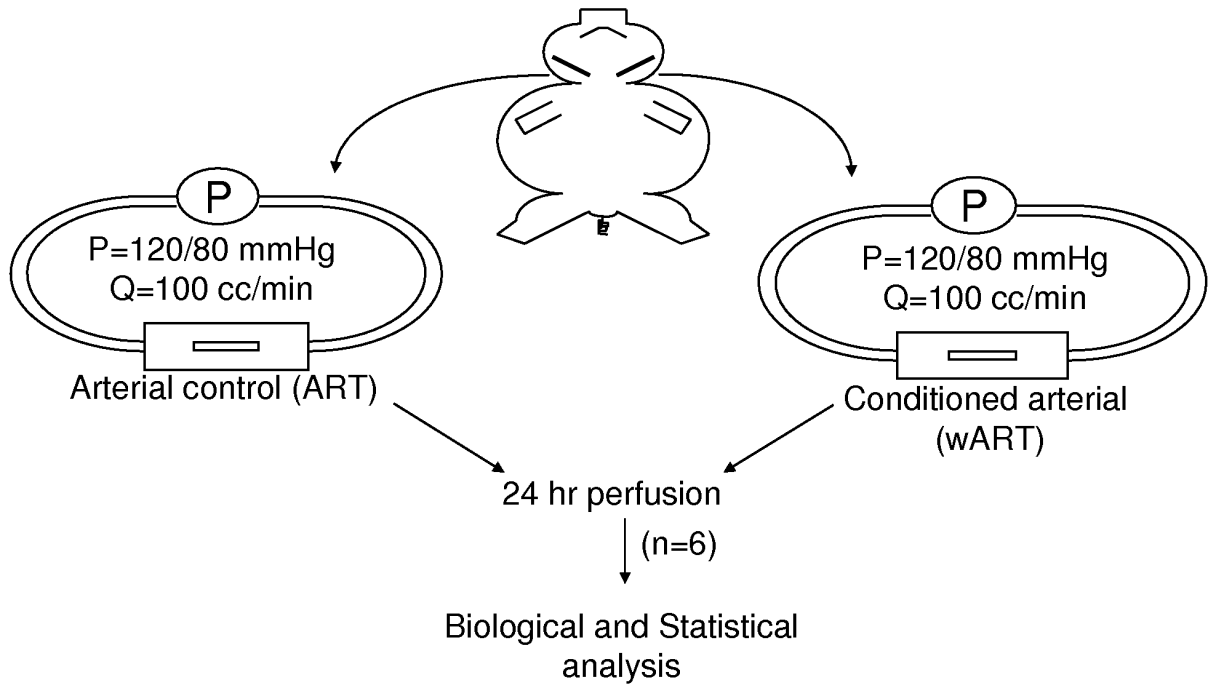 P
P=120/80 mmHg
Q=100 cc/min
Arterial control (ART)
P
P=120/80 mmHg
Q=100 cc/min
Conditioned arterial
(wART)
24 hr perfusion
(n=6)
Biological and Statistical
analysis